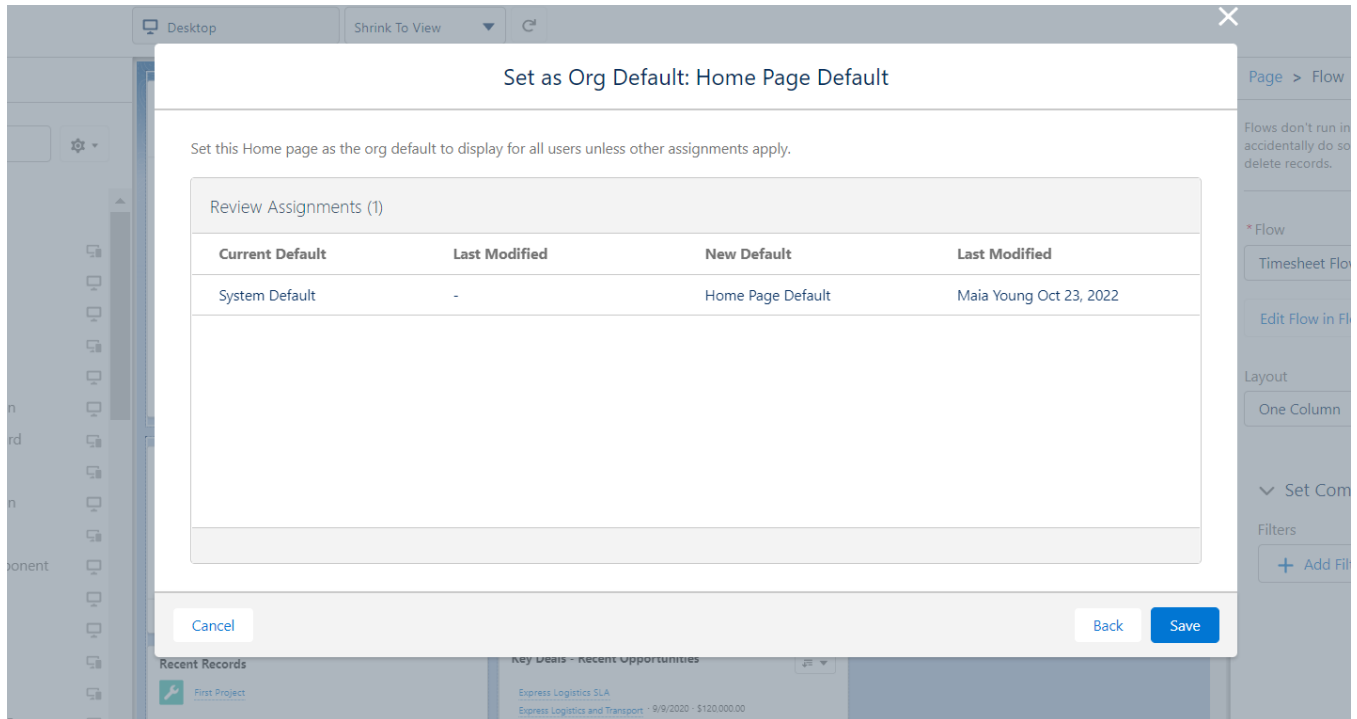 Desktop
Shrink To View
Set as Org Default: Home Page Default
Page > Flow
Flows don't run in
accidentally do so
delete records.
Set this Home page as the org default to display for all users unless other assignments apply.
Review Assignments (1)
Current Default Last Modified New Default Last Modified
System Default - Home Page Default Maia Young Oct 23, 2022
* Flow
Timesheet Flo
Edit Flow in Fl
Layout
One Column
n
rd
n
ponent
Set Com
Filters
+ Add Fil
Cancel
Back
Save
Recent Records
First Project
Key Deals - Recent Opportunities
Express Logistics SLA
Express Logistics and Transport · 9/9/2020 · $120,000.00